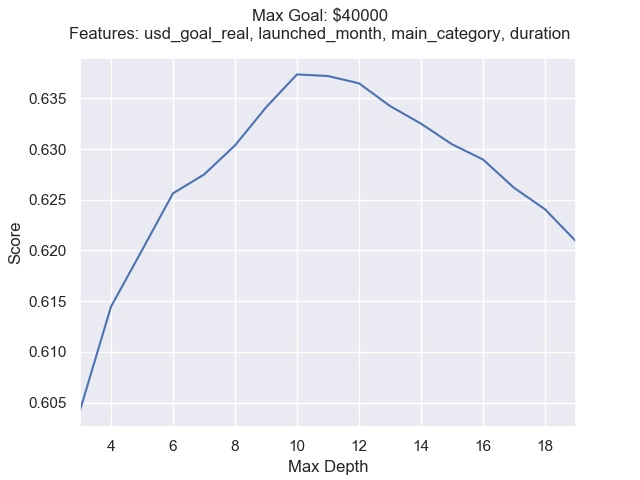 Max Goal: $40000
Features: usd_goal_real, launched_month, main_category, duration
0.635
0.630
0.625
0.620
0.615
0.610
0.605
Score
4 6 8 10 12 14 16 18
Max Depth